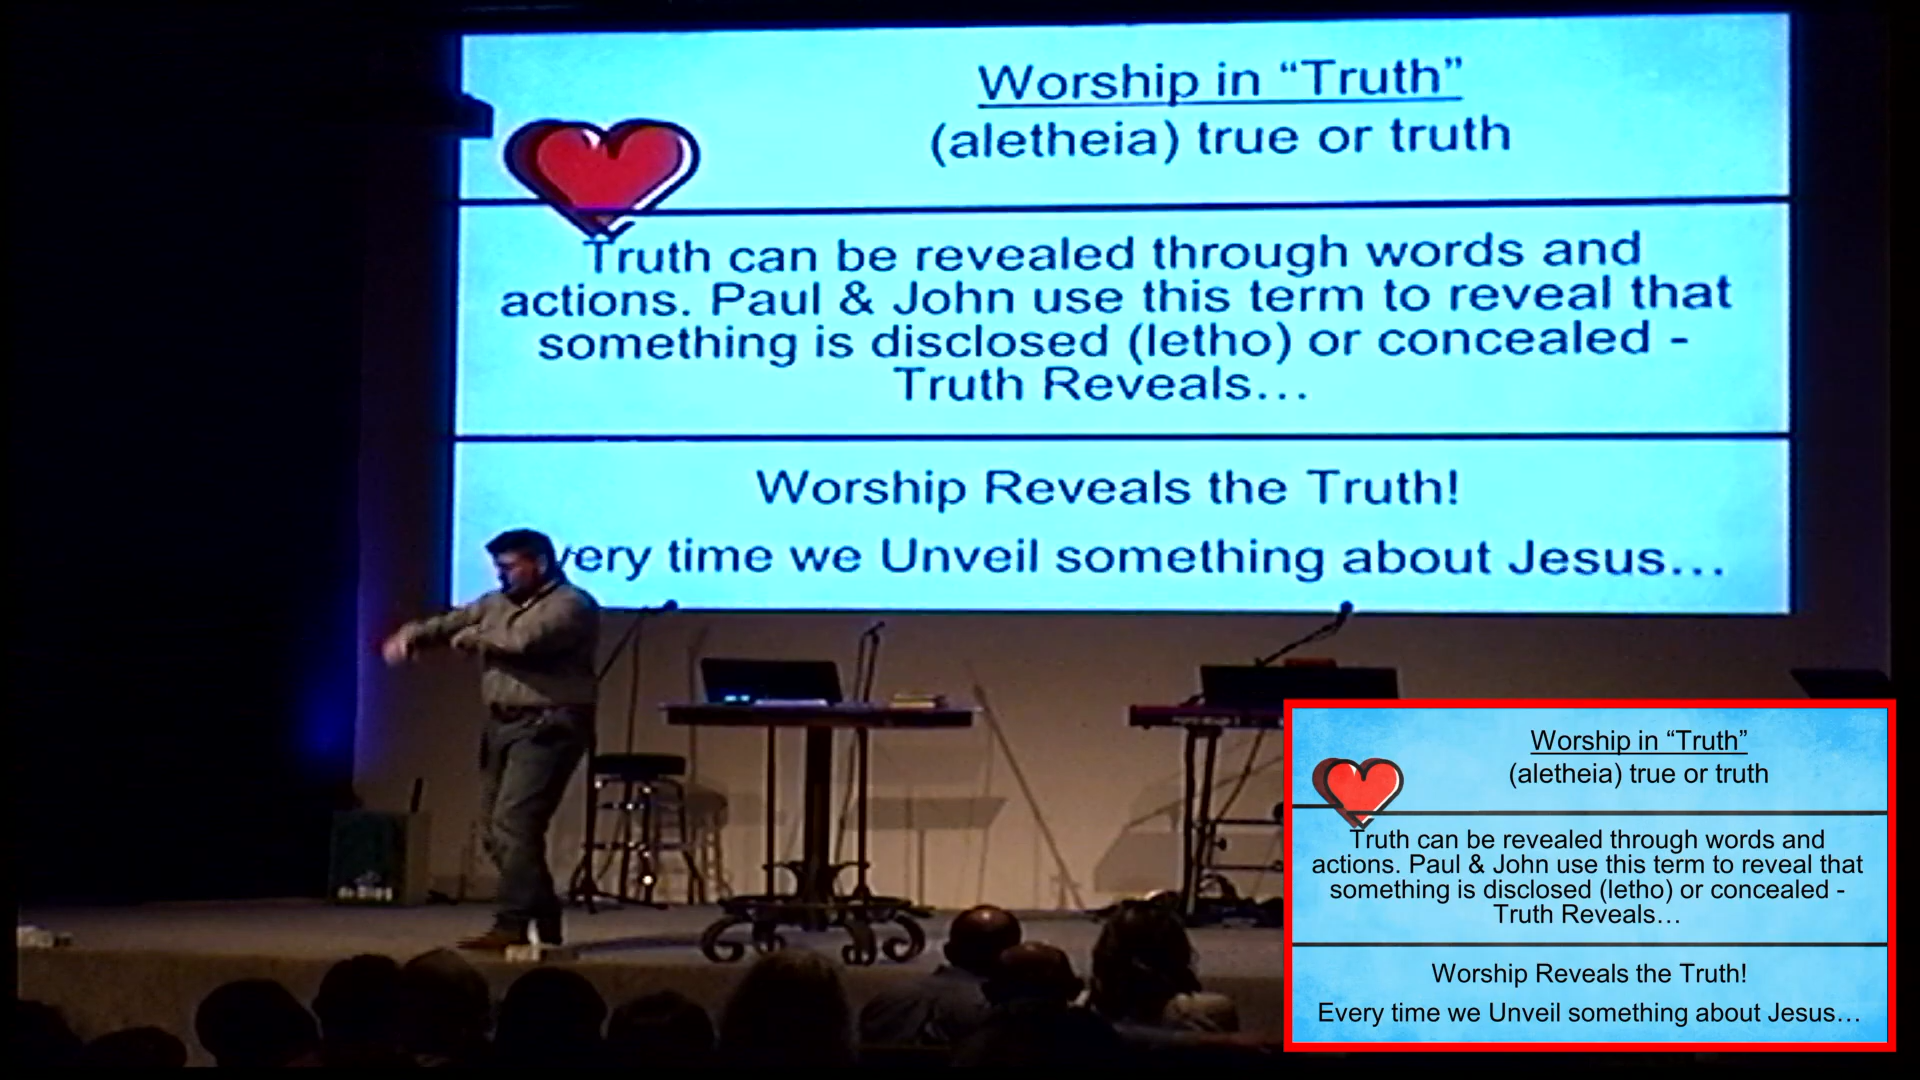 Worship in “Truth”
(aletheia) true or truth
Truth can be revealed through words and
actions. Paul & John use this term to reveal that
something is disclosed (letho) or concealed -
Truth Reveals…
Worship Reveals the Truth!
very time we Unveil something about Jesus…
Worship in “Truth”
(aletheia) true or truth
Truth can be revealed through words and
actions. Paul & John use this term to reveal that
something is disclosed (letho) or concealed -
Truth Reveals…
Worship Reveals the Truth!
Every time we Unveil something about Jesus…